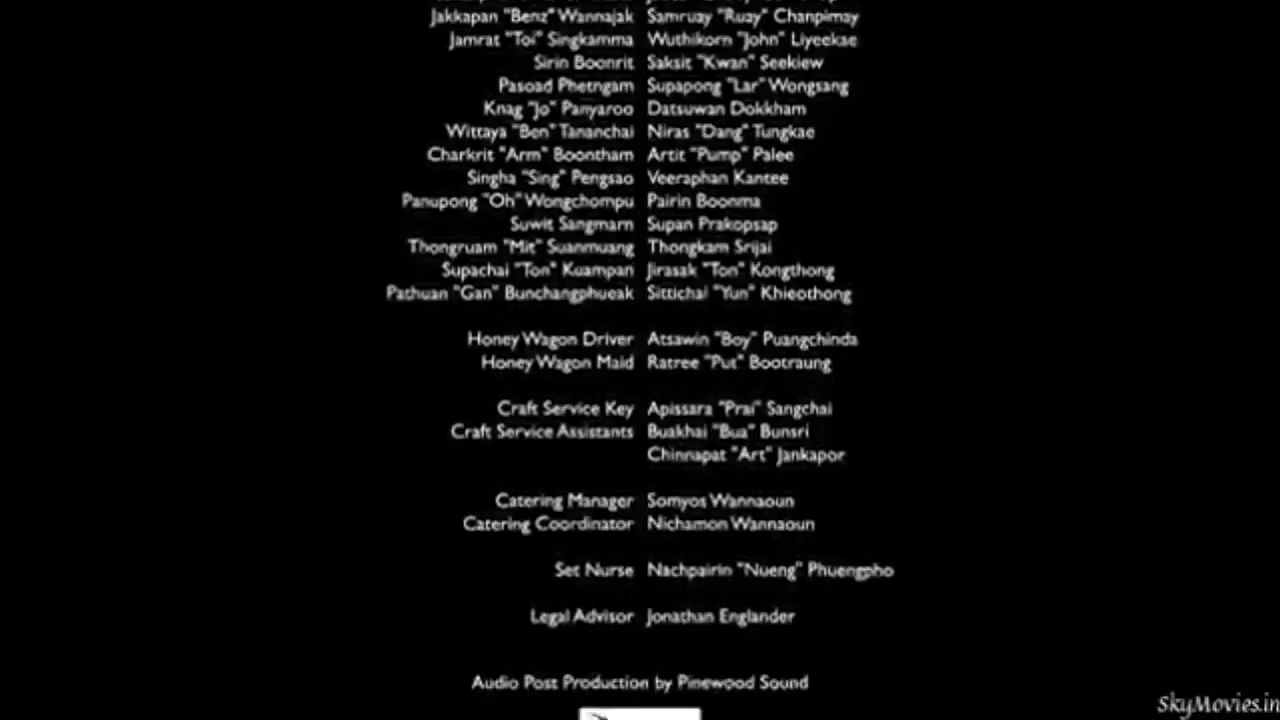 Jakkapan "Benz" Wannajak Samruay "Ruay" Chanpimay
Jamrat "Toi" Singkamma Wuthikorn "John" Liyeekae
Sirin Boonrit Saksit "Kwan" Seekiew
Pasoad Phetngam Supapong "Lar" Wongsang
Knag "Jo" Panyaroo Datsuwan Dokkham
Wittaya "Ben" Tananchai Niras "Dang" Tungkae
Charkrit "Arm" Boontham Artit "Pump" Palee
Singha "Sing" Pengsao Veeraphan Kantee
Panupong "Oh" Wongchompu Pairin Boonma
Suwit Sangmarn Supan Prakopsap
Thongruam "Mit" Suanmuang Thongkam Srijai
Supachai "Ton" Kuampan Jirasak "Ton" Kongthong
Pathuan "Gan" Bunchangphueak Sittichai "Yun" Khieothong
Honey Wagon Driver Atsawin "Boy" Puangchinda
Honey Wagon Maid Ratree "Put" Bootraung
Craft Service Key Apissara "Prai" Sangchai
Craft Service Assistants Buakhai "Bua" Bunsri
Chinnapat "Art" Jankapor
Catering Manager Somyos Wannaoun
Catering Coordinator Nichamon Wannaoun
Set Nurse Nachpairin "Nueng" Phuengpho
Legal Advisor Jonathan Englander
Audio Post Production by Pinewood Sound
SkyMovies.in